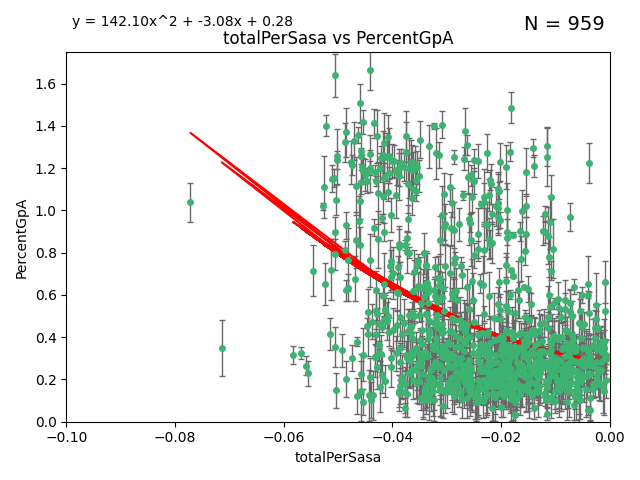 y = 142.10x^2 + -3.08x + 0.28
N = 959
totalPerSasa vs PercentGpA
PercentGpA
1.6
1.4
1.2
1.0
0.8
0.6
0.4
0.2
0.0
−0.10 −0.08 −0.06 −0.04 −0.02 0.00
totalPerSasa